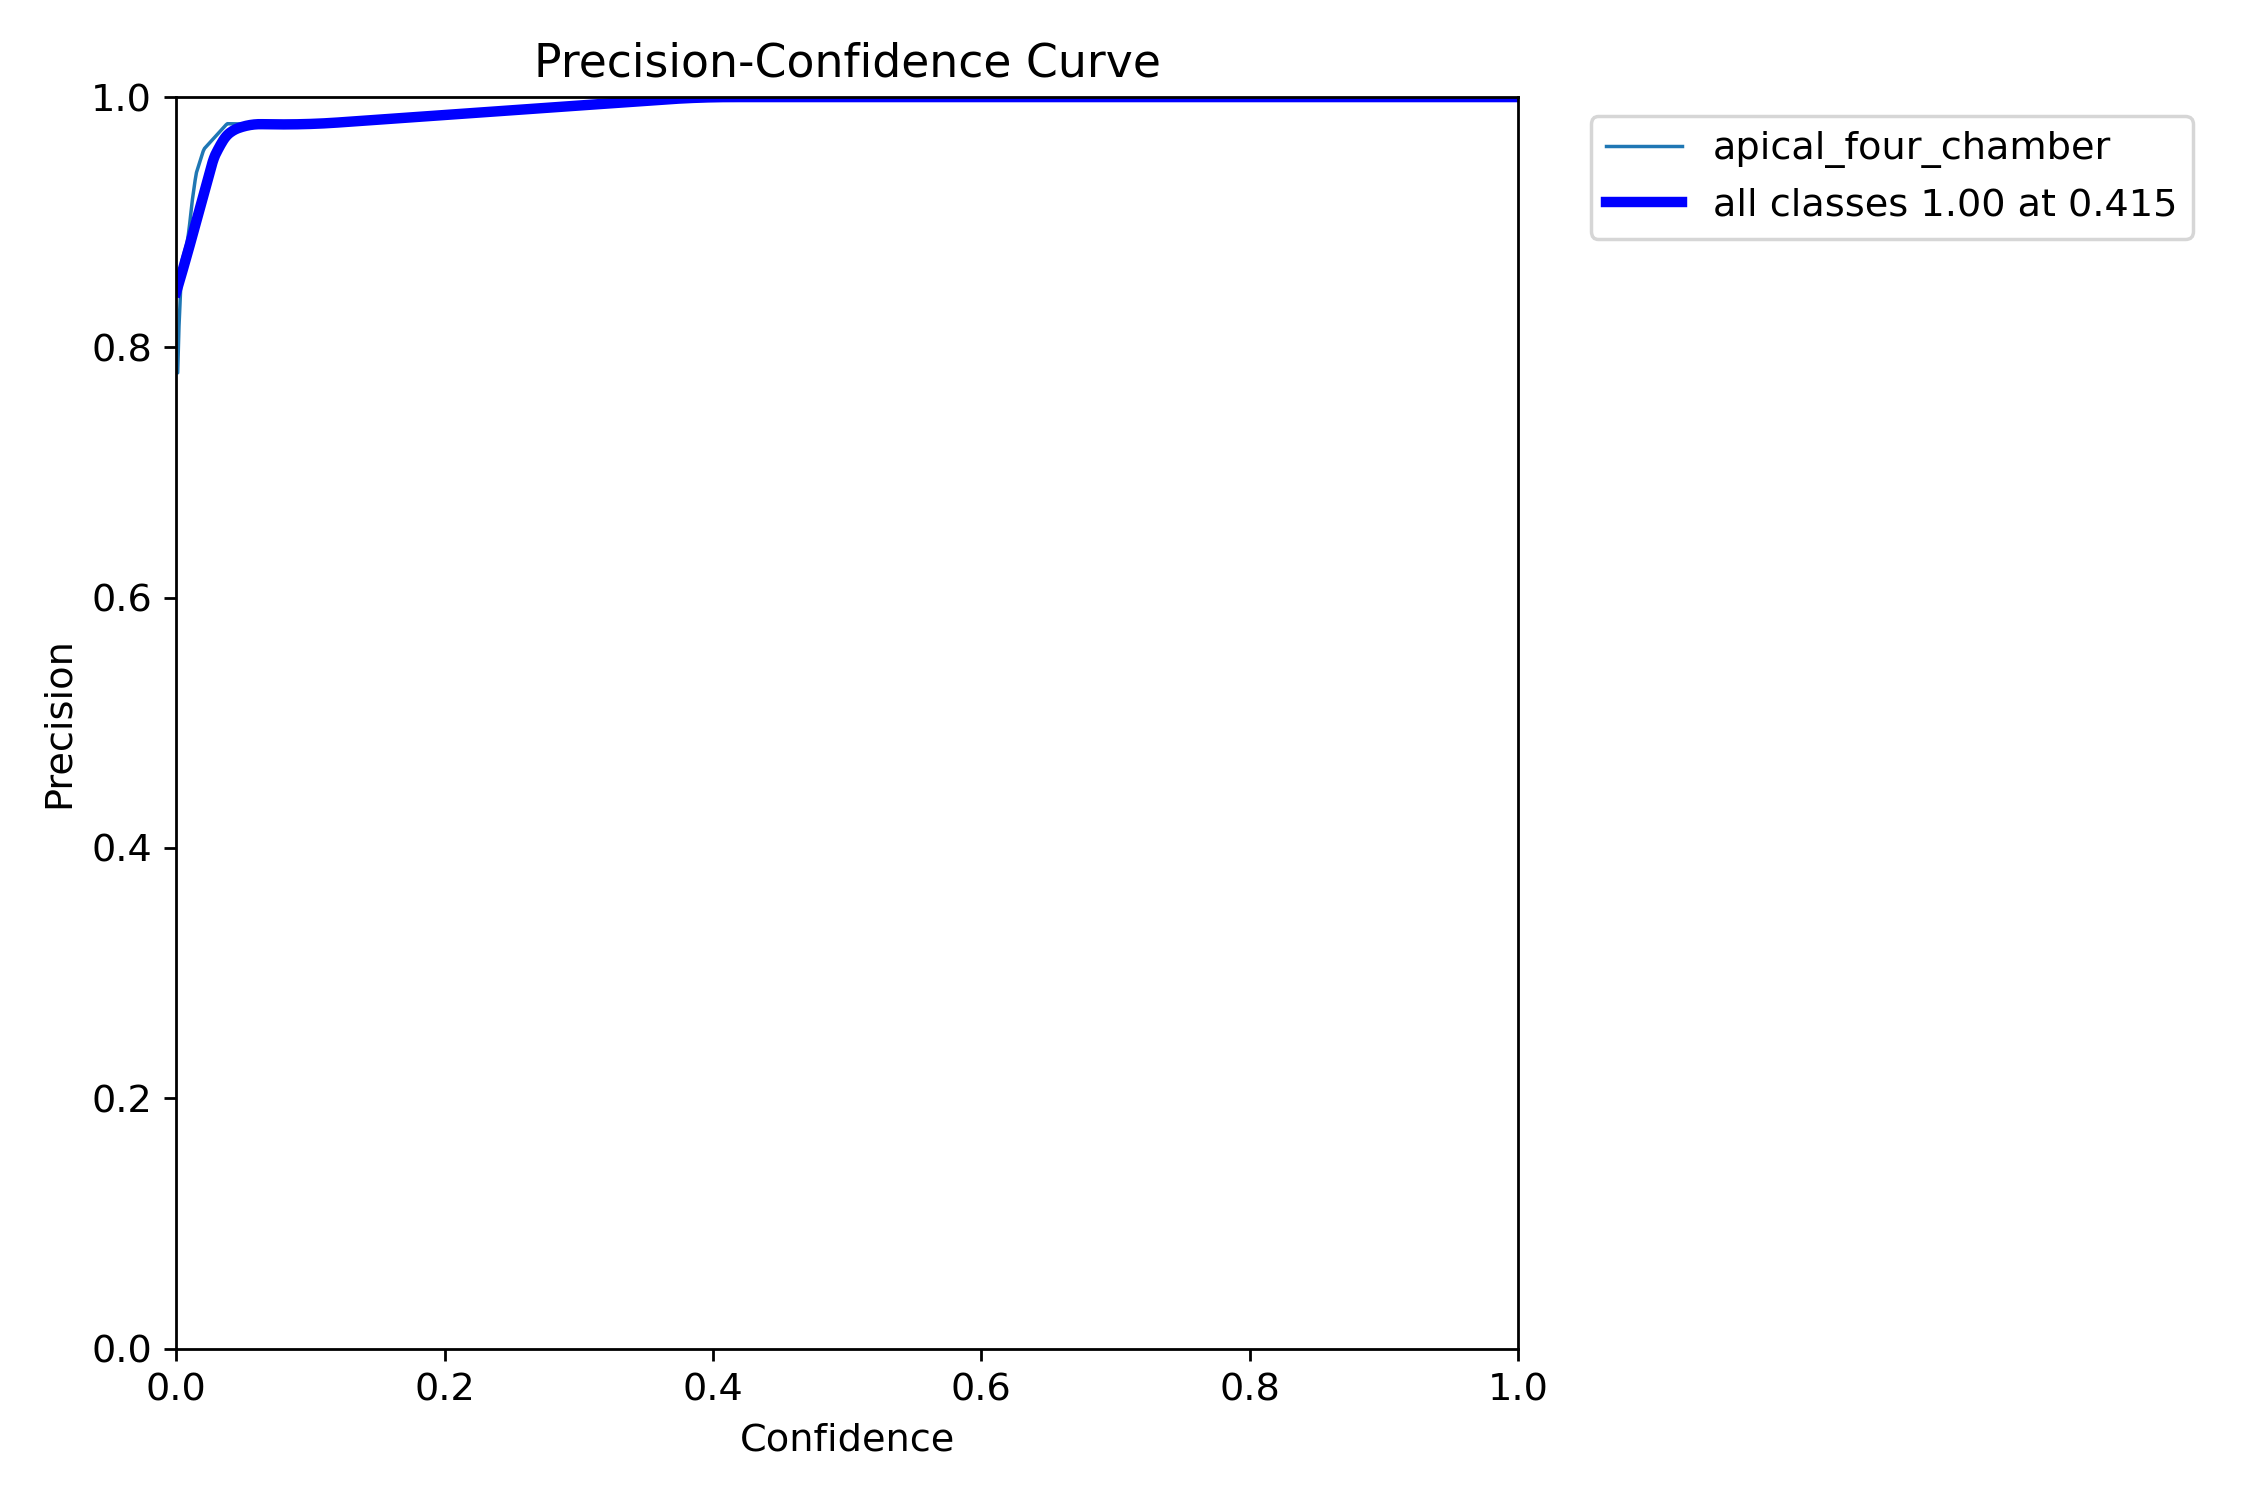 Precision-Confidence Curve
1.0
0.8
0.6
0.4
0.2
0.0
Precision
0.0 0.2 0.4 0.6 0.8 1.0
Confidence
apical_four_chamber
all classes 1.00 at 0.415